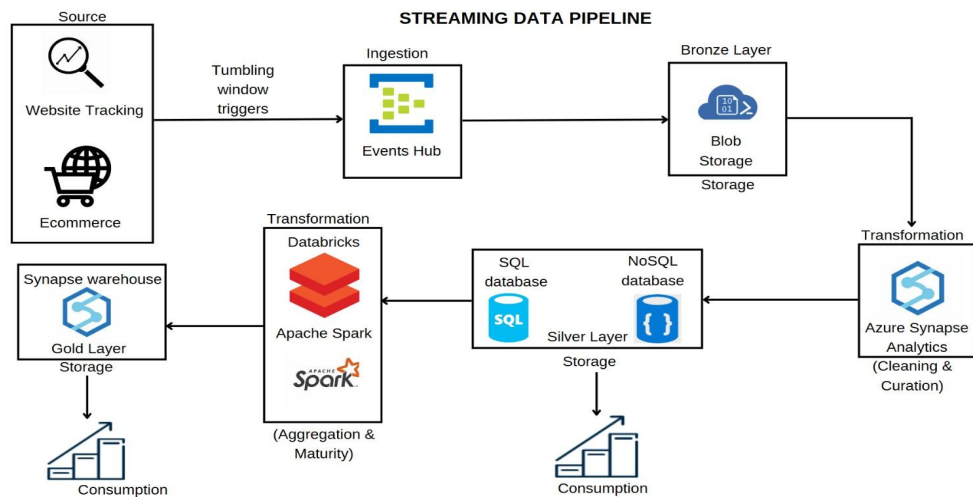 STREAMING DATA PIPELINE
Source
Website Tracking
Ecommerce
Tumbling
window
triggers
Ingestion
Events Hub
Bronze Layer
10
01
Blob
Storage
Storage
Transformation
Azure Synapse
Analytics
(Cleaning &
Curation)
SQL
database
SQL
NoSQL
database
{ }
Silver Layer
Storage
Consumption
Transformation
Databricks
Apache Spark
APACHE
Spark
(Aggregation &
Maturity)
Synapse warehouse
Gold Layer
Storage
Consumption